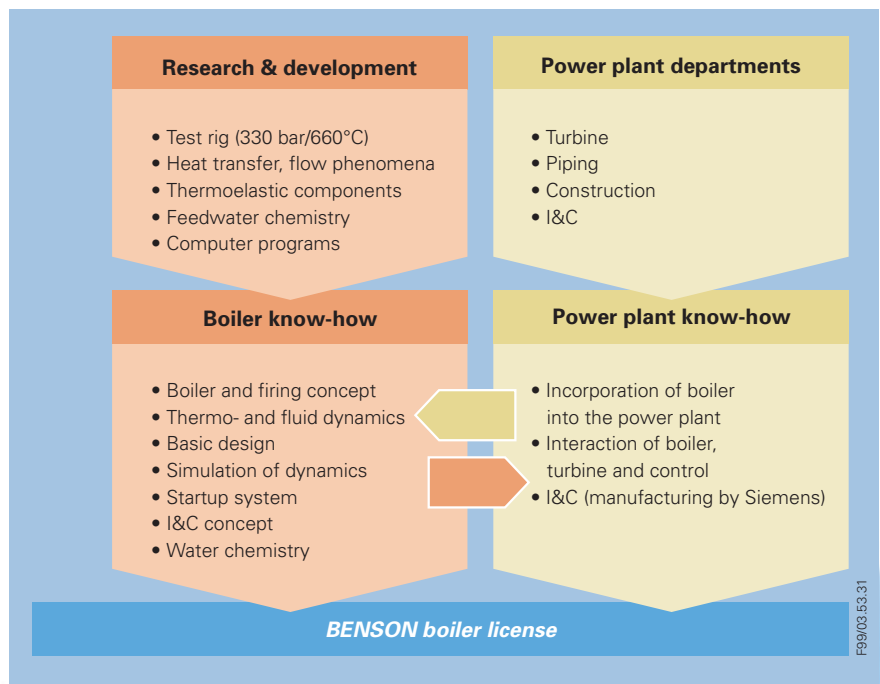 Research & development
• Test rig (330 bar/660°C)
• Heat transfer, flow phenomena
• Thermoelastic components
• Feedwater chemistry
• Computer programs
Power plant departments
• Turbine
• Piping
• Construction
• I&C
Boiler know-how
• Boiler and firing concept
• Thermo- and fluid dynamics
• Basic design
• Simulation of dynamics
• Startup system
• I&C concept
• Water chemistry
Power plant know-how
• Incorporation of boiler
into the power plant
• Interaction of boiler,
turbine and control
• I&C (manufacturing by Siemens)
BENSON boiler license
F99/03.53.31